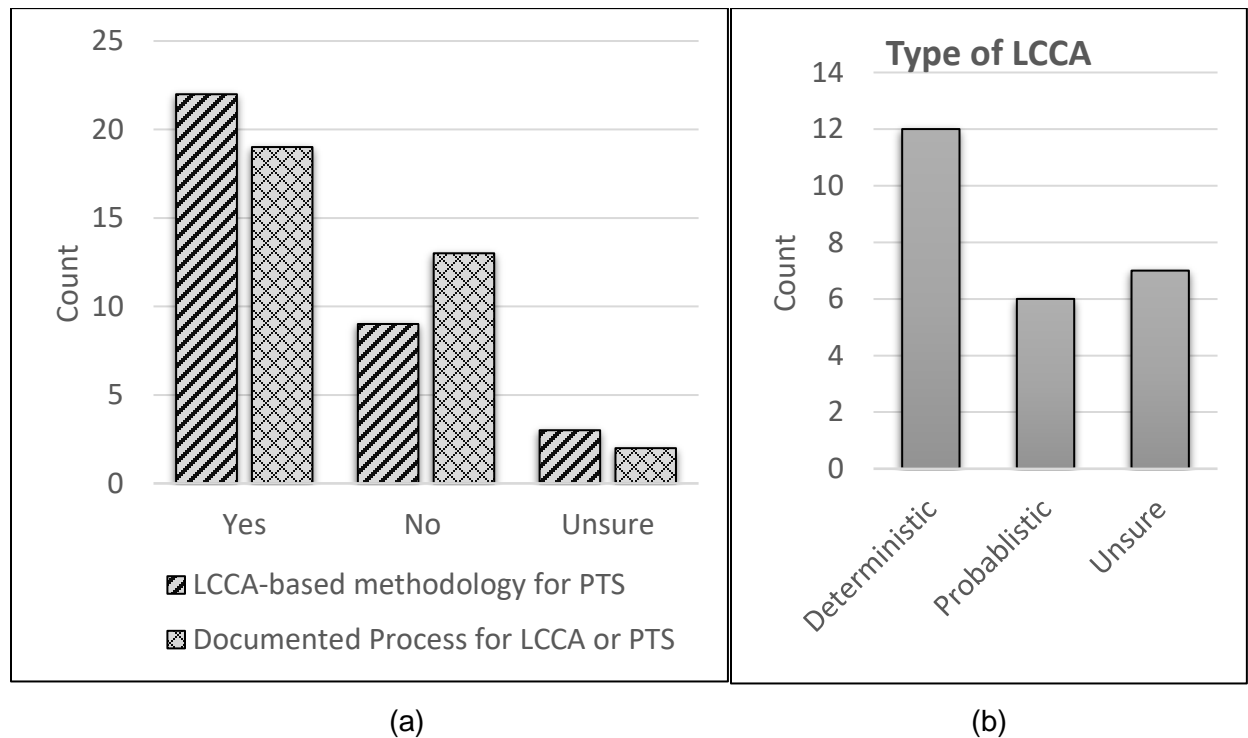 25
20
15
10
5
0
Count
Yes No Unsure
LCCA-based methodology for PTS
Documented Process for LCCA or PTS
(a)
Type of LCCA
14
12
10
8
6
4
2
0
Count
Deterministic
Probablistic
Unsure
(b)